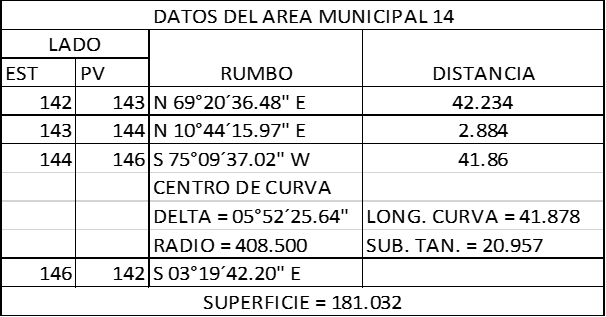 DATOS DEL AREA MUNICIPAL 14
LADO
EST PV RUMBO DISTANCIA
142 143 N 69°20´36.48" E 42.234
143 144 N 10°44´15.97" E 2.884
144 146 S 75°09´37.02" W 41.86
CENTRO DE CURVA
DELTA = 05°52´25.64" LONG. CURVA = 41.878
RADIO = 408.500 SUB. TAN. = 20.957
146 142 S 03°19´42.20" E
SUPERFICIE = 181.032